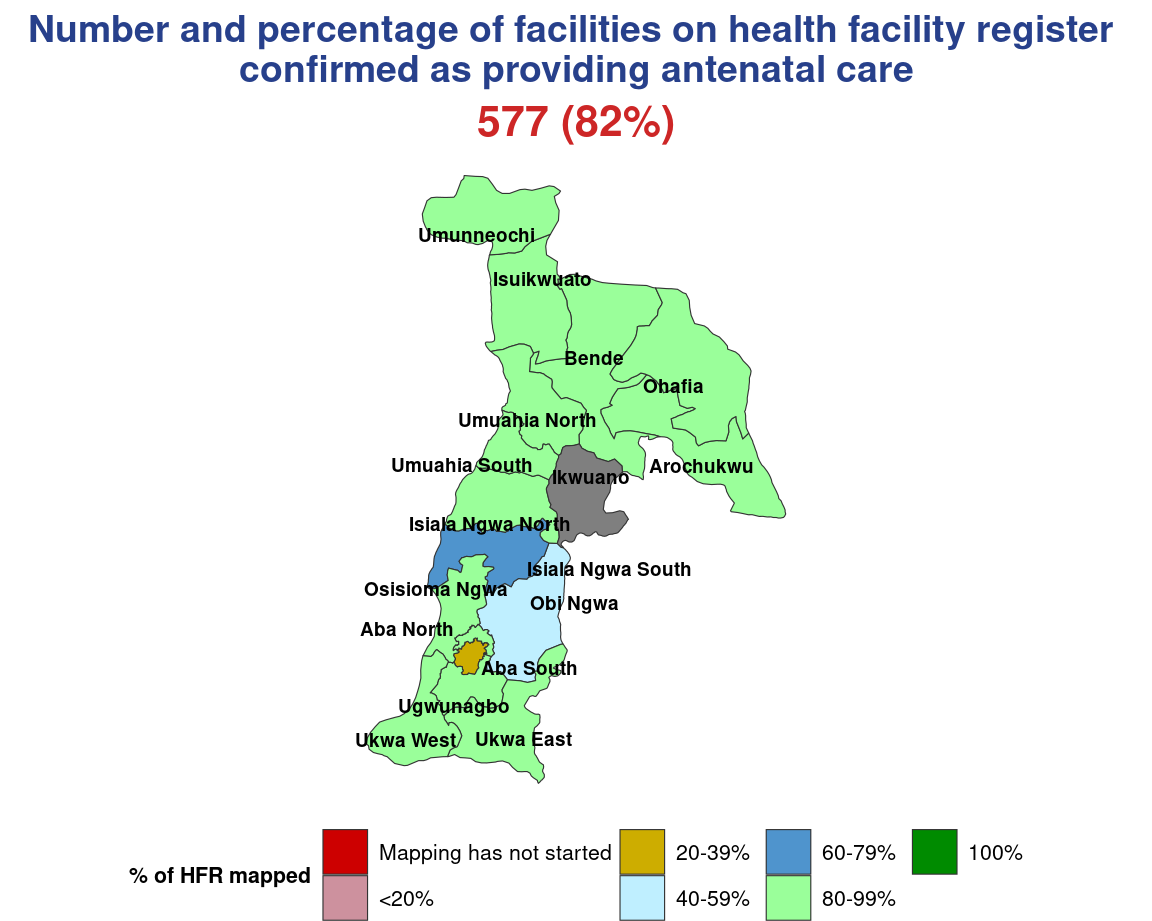 Number and percentage of facilities on health facility register
confirmed as providing antenatal care
577 (82%)
Umunneochi
Isuikwuato
Bende
Ohafia
Umuahia North
Umuahia South
Arochukwu
Ikwuano
Isiala Ngwa North
Isiala Ngwa South
Osisioma Ngwa
Obi Ngwa
Aba North
Aba South
Ugwunagbo
Ukwa West
Ukwa East
% of HFR mapped
Mapping has not started
<20%
20-39%
40-59%
60-79%
80-99%
100%